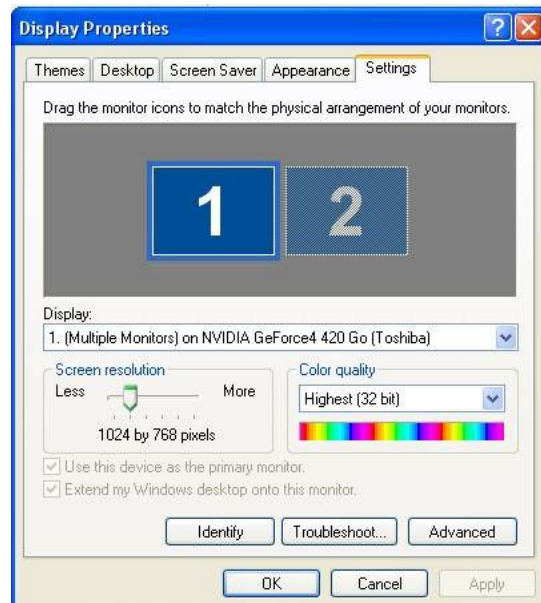 Display Properties
Themes Desktop Screen Saver Appearance Settings
Drag the monitor icons to match the physical arrangement of your monitors.
1 2
Display:
1. (Multiple Monitors) on NVIDIA GeForce4 420 Go (Toshiba)
Screen resolution
Less More
1024 by 768 pixels
Color quality
Highest (32 bit)
Use this device as the primary monitor.
Extend my Windows desktop onto this monitor.
Identify Troubleshoot... Advanced
OK Cancel Apply